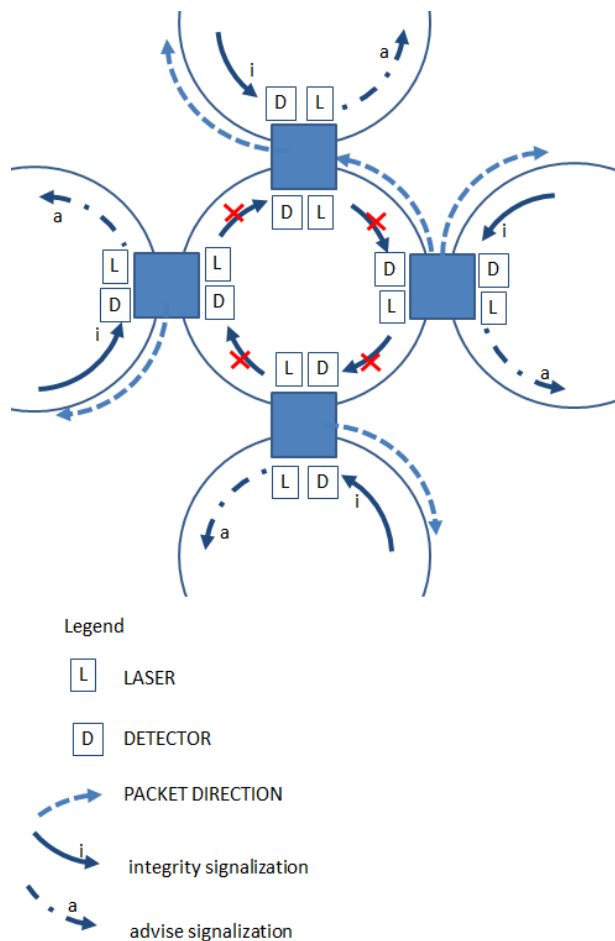 i
a
D L
D L
a
i
L
D
L
D
D
L
D
L
i
a
L D
L D
a
i
Legend
L LASER
D DETECTOR
PACKET DIRECTION
i integrity signalization
a advise signalization